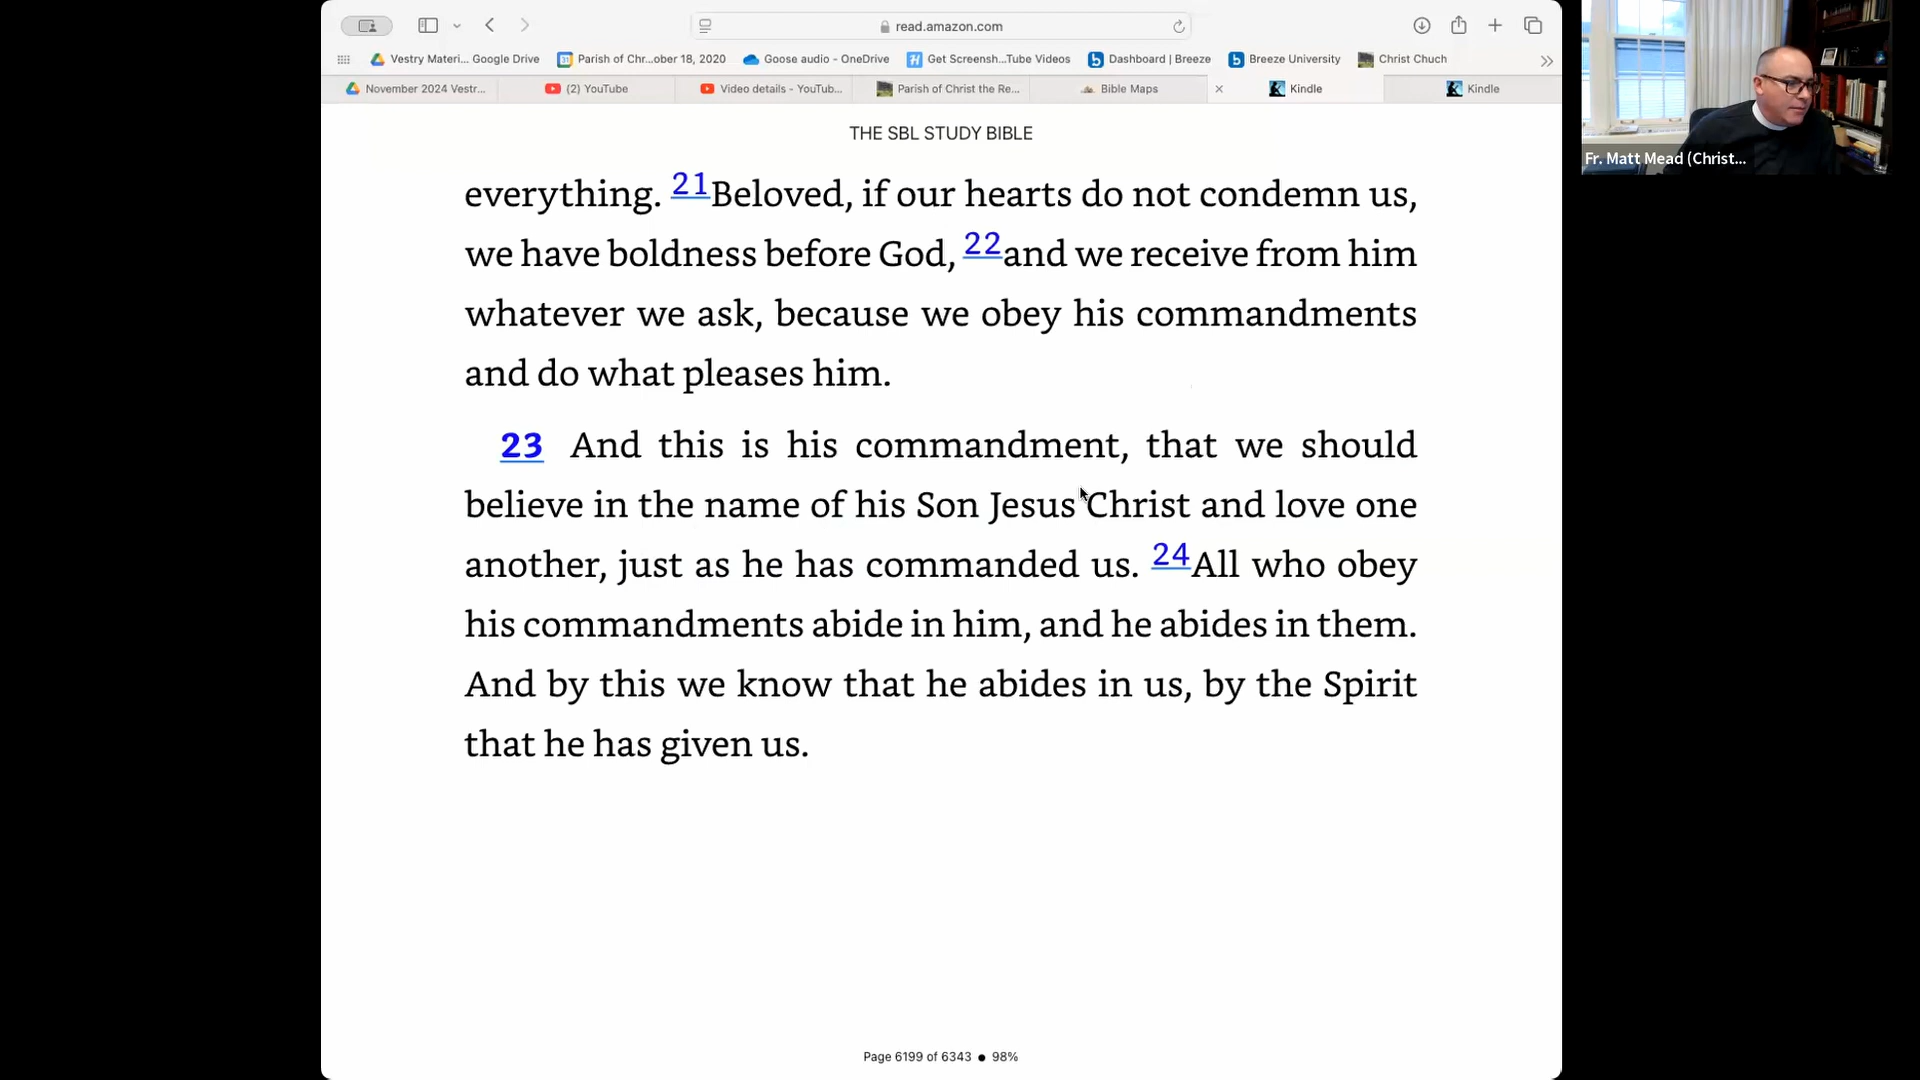 read.amazon.com
Vestry Materi... Google Drive
Parish of Chr...ober 18, 2020
Goose audio - OneDrive
Get Screensh...Tube Videos
Dashboard | Breeze
Breeze University
Christ Chuch
November 2024 Vestr...
(2) YouTube
Video details - YouTub...
Parish of Christ the Re...
Bible Maps
Kindle
Kindle
Fr. Matt Mead (Christ...
THE SBL STUDY BIBLE
everything. 21Beloved, if our hearts do not condemn us,
we have boldness before God, 22and we receive from him
whatever we ask, because we obey his commandments
and do what pleases him.
23 And this is his commandment, that we should
believe in the name of his Son Jesus Christ and love one
another, just as he has commanded us. 24All who obey
his commandments abide in him, and he abides in them.
And by this we know that he abides in us, by the Spirit
that he has given us.
Page 6199 of 6343 ● 98%